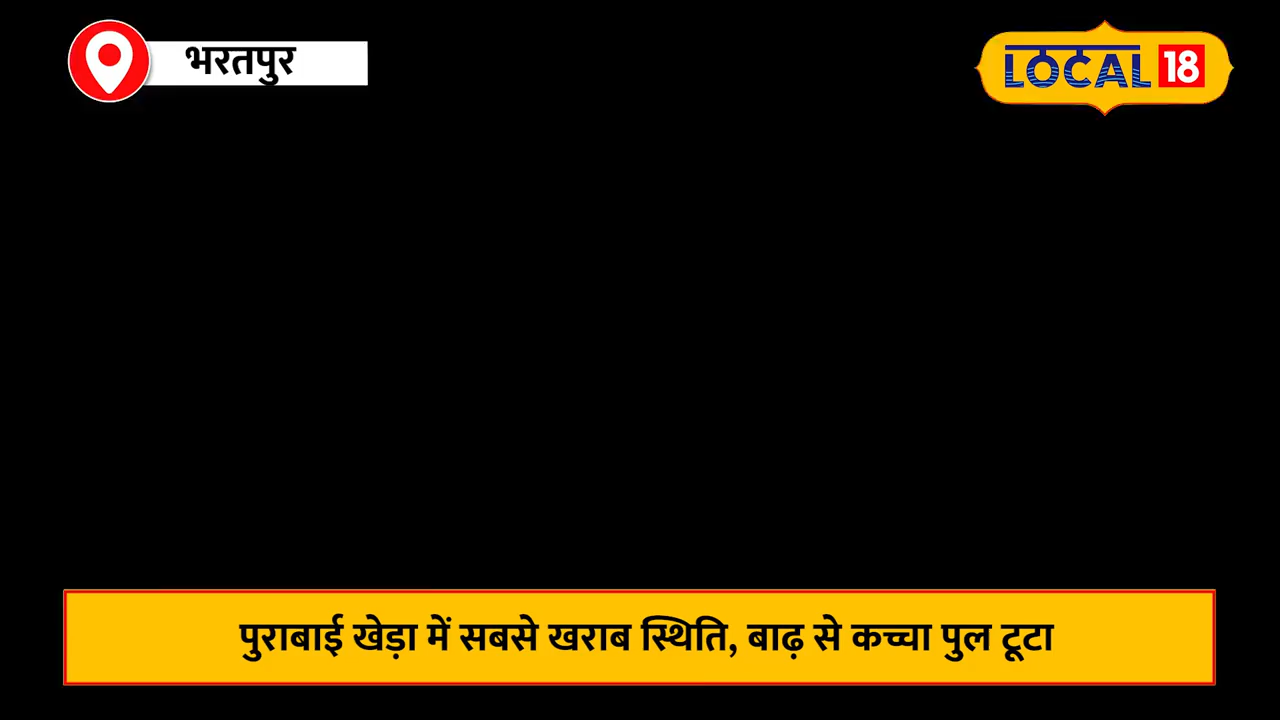 भरतपुर
LOCAL 18
पुराबाई खेड़ा में सबसे खराब स्थिति, बाढ़ से कच्चा पुल टूटा